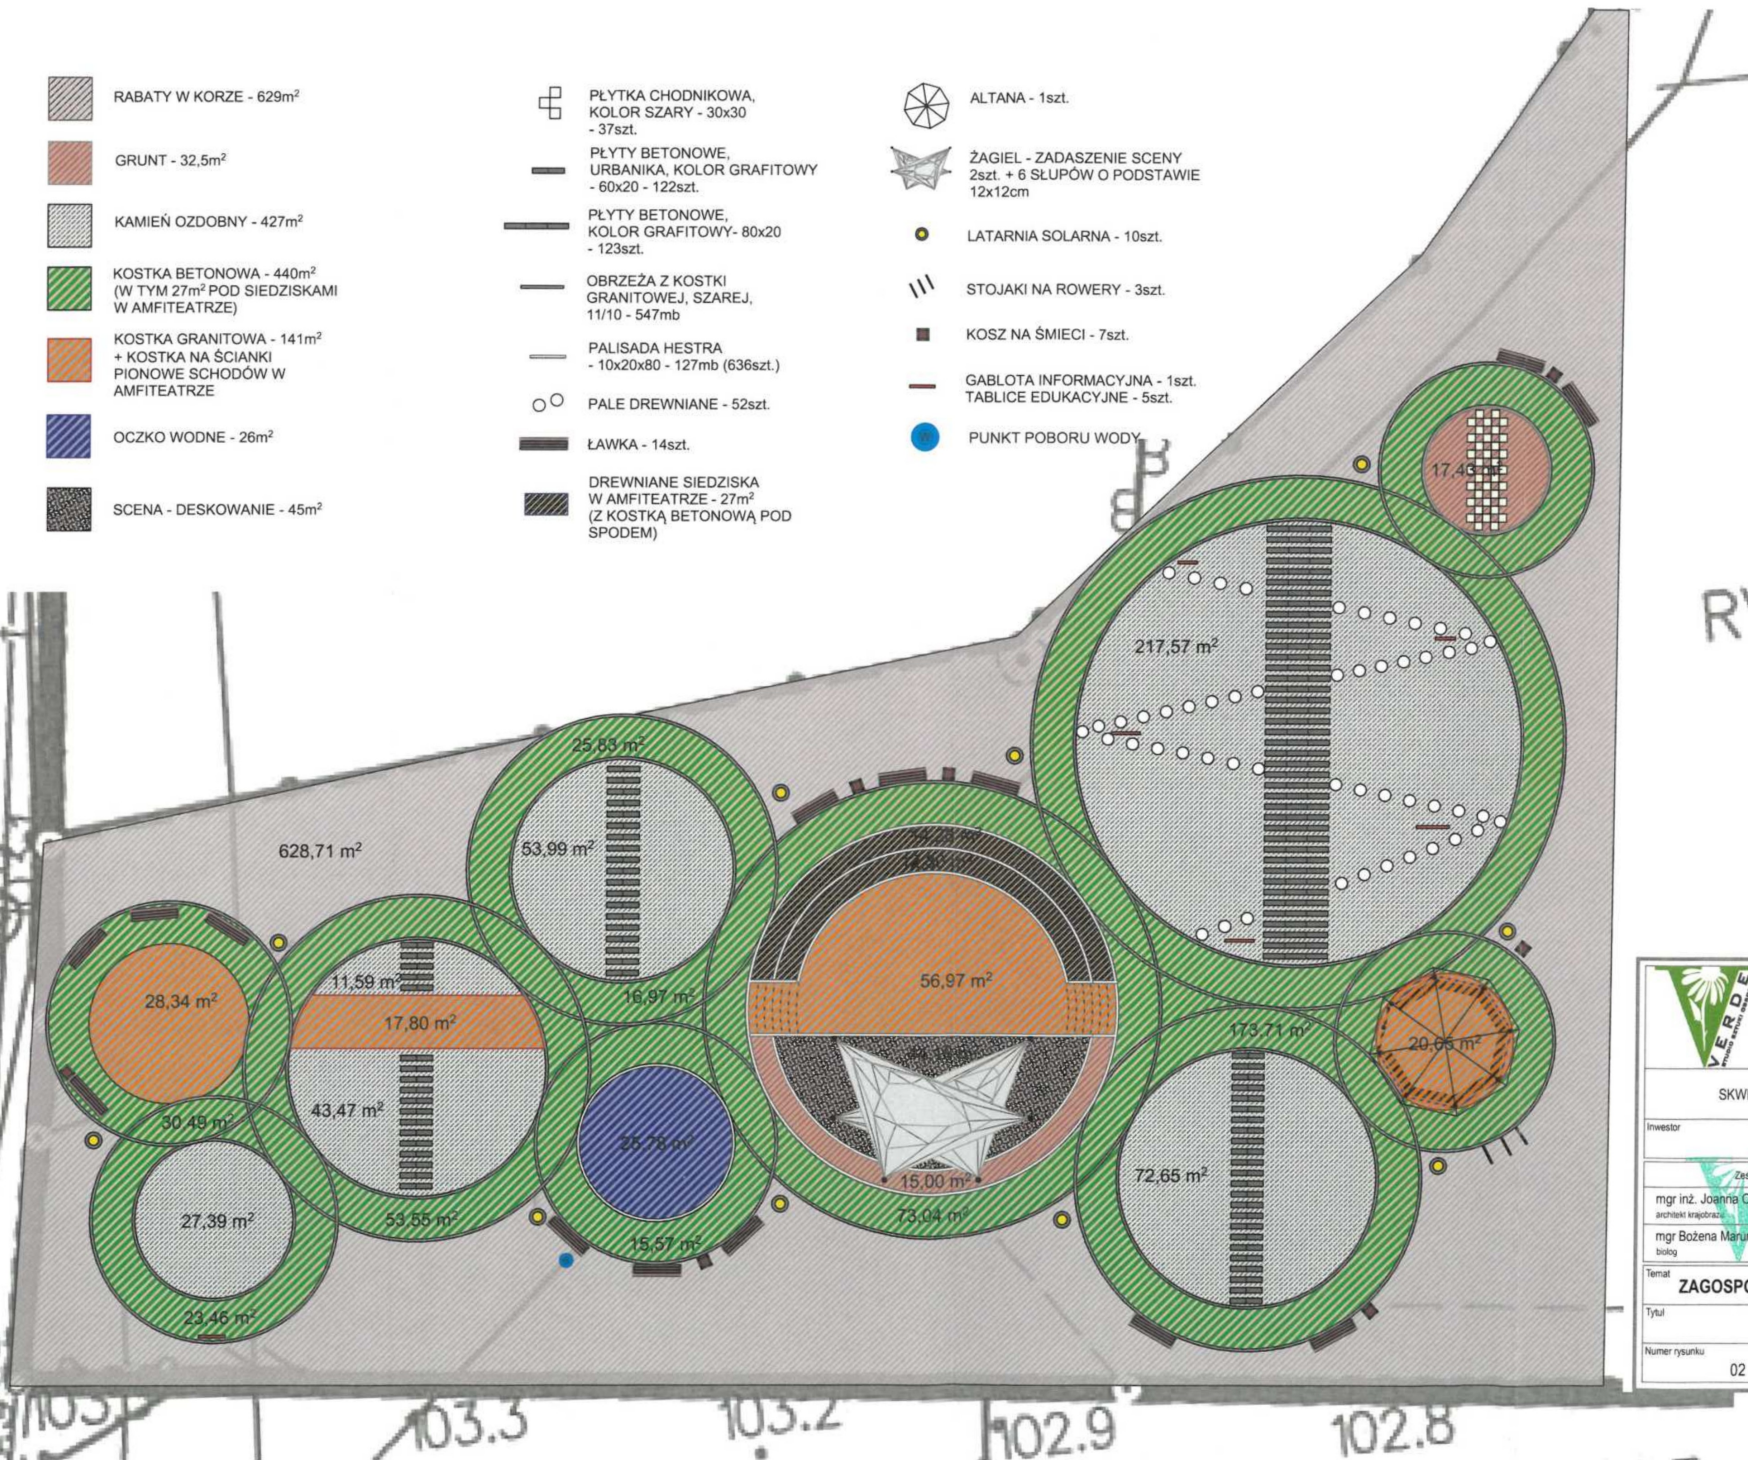 RABATY W KORZE - 629m²
GRUNT - 32,5m²
KAMIEŃ OZDOBNY - 427m²
KOSTKA BETONOWA - 440m²
(W TYM 27m² POD SIEDZISKAMI
W AMFITEATRZE)
KOSTKA GRANITOWA - 141m²
+ KOSTKA NA ŚCIANKI
PIONOWE SCHODÓW W
AMFITEATRZE
OCZKO WODNE - 26m²
SCENA - DESKOWANIE - 45m²
PŁYTKA CHODNIKOWA,
KOLOR SZARY - 30x30
- 37szt.
PŁYTY BETONOWE,
URBANIKA, KOLOR GRAFITOWY
- 60x20 - 122szt.
PŁYTY BETONOWE,
KOLOR GRAFITOWY- 80x20
- 123szt.
OBRZEŻA Z KOSTKI
GRANITOWEJ, SZAREJ,
11/10 - 547mb
PALISADA HESTRA
- 10x20x80 - 127mb (636szt.)
PALE DREWNIANE - 52szt.
ŁAWKA - 14szt.
DREWNIANE SIEDZISKA
W AMFITEATRZE - 27m²
(Z KOSTKĄ BETONOWĄ POD
SPODEM)
ALTANA - 1szt.
ŻAGIEL - ZADASZENIE SCENY
2szt. + 6 SŁUPÓW O PODSTAWIE
12x12cm
LATARNIA SOLARNA - 10szt.
STOJAKI NA ROWERY - 3szt.
KOSZ NA ŚMIECI - 7szt.
GABLOTA INFORMACYJNA - 1szt.
TABLICE EDUKACYJNE - 5szt.
PUNKT POBORU WODY
17,43 m²
217,57 m²
25,83 m²
53,99 m²
628,71 m²
11,59 m²
28,34 m²
16,97 m²
56,97 m²
17,80 m²
173,71 m²
20,65 m²
43,47 m²
30,49 m²
25,78 m²
72,65 m²
15,00 m²
27,39 m²
53,55 m²
73,04 m²
15,57 m²
23,46 m²
103.3
103.2
102.9
102.8
VERDE
SKW
Inwestor
mgr inż. Joanna
architekt krajobrazu
mgr Bożena
biolog
Temat
ZAGOSP
Tytuł
Numer rysunku
02